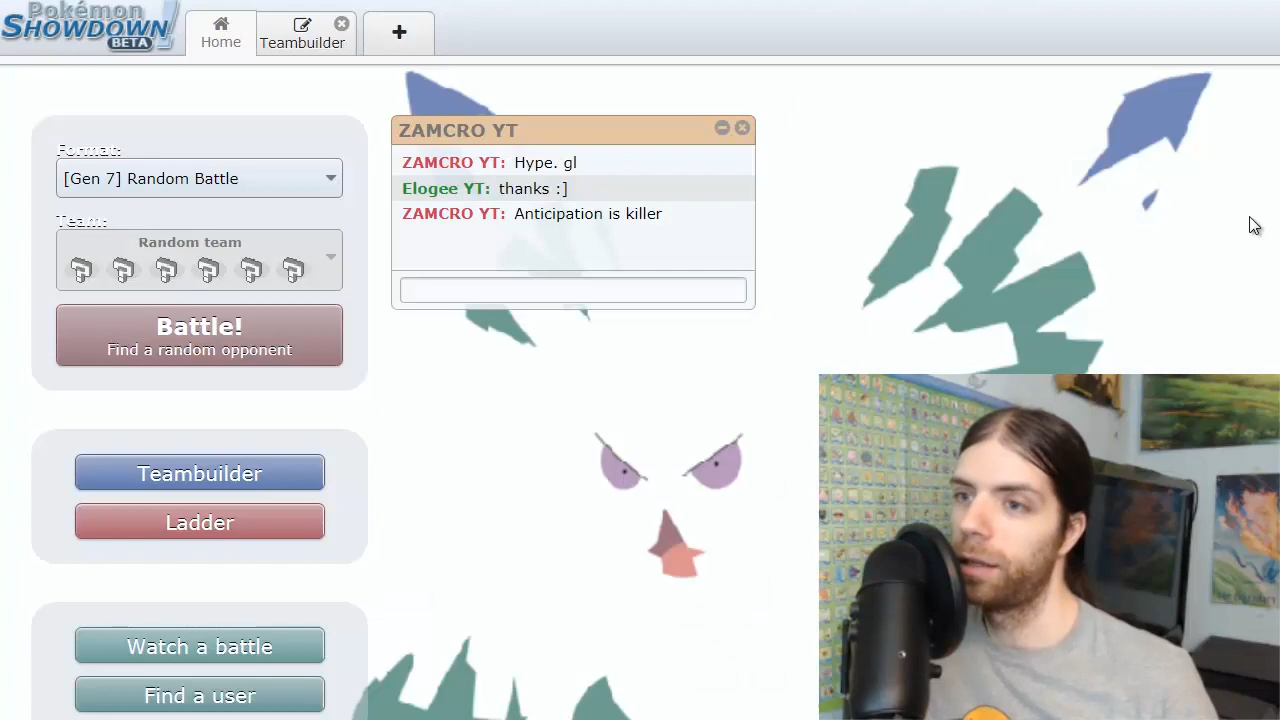 Pokémon
SHOWDOWN!
BETA
Home
Teambuilder
+
Format:
[Gen 7] Random Battle
Team:
Random team
Battle!
Find a random opponent
Teambuilder
Ladder
Watch a battle
Find a user
ZAMCRO YT
ZAMCRO YT: Hype. gl
Elogee YT: thanks :]
ZAMCRO YT: Anticipation is killer